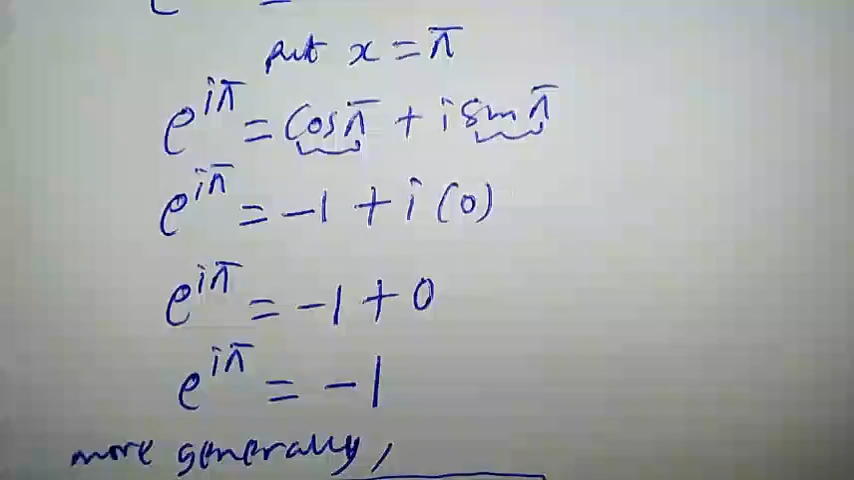 put x = π
e^{iπ} = cos π + i sin π
e^{iπ} = -1 + i (0)
e^{iπ} = -1 + 0
e^{iπ} = -1
more generally,